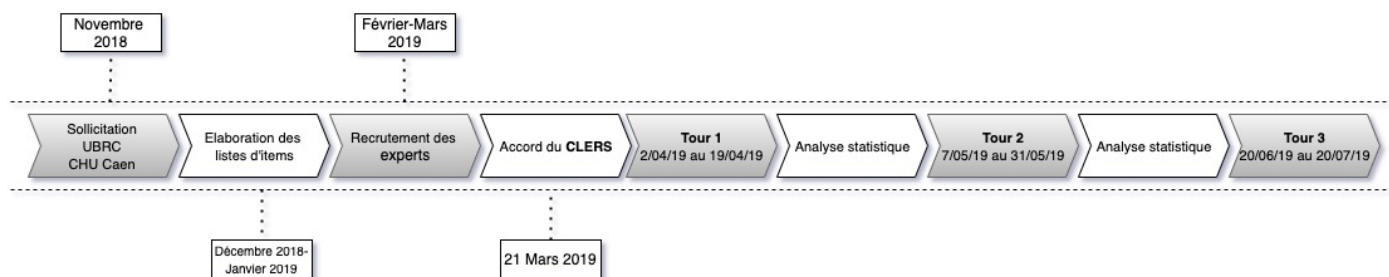 Novembre
2018
Février-Mars
2019
Sollicitation
UBRC
CHU Caen
Elaboration des
listes d'items
Recrutement des
experts
Accord du CLERS
Tour 1
2/04/19 au 19/04/19
Analyse statistique
Tour 2
7/05/19 au 31/05/19
Analyse statistique
Tour 3
20/06/19 au 20/07/19
Décembre 2018-
Janvier 2019
21 Mars 2019